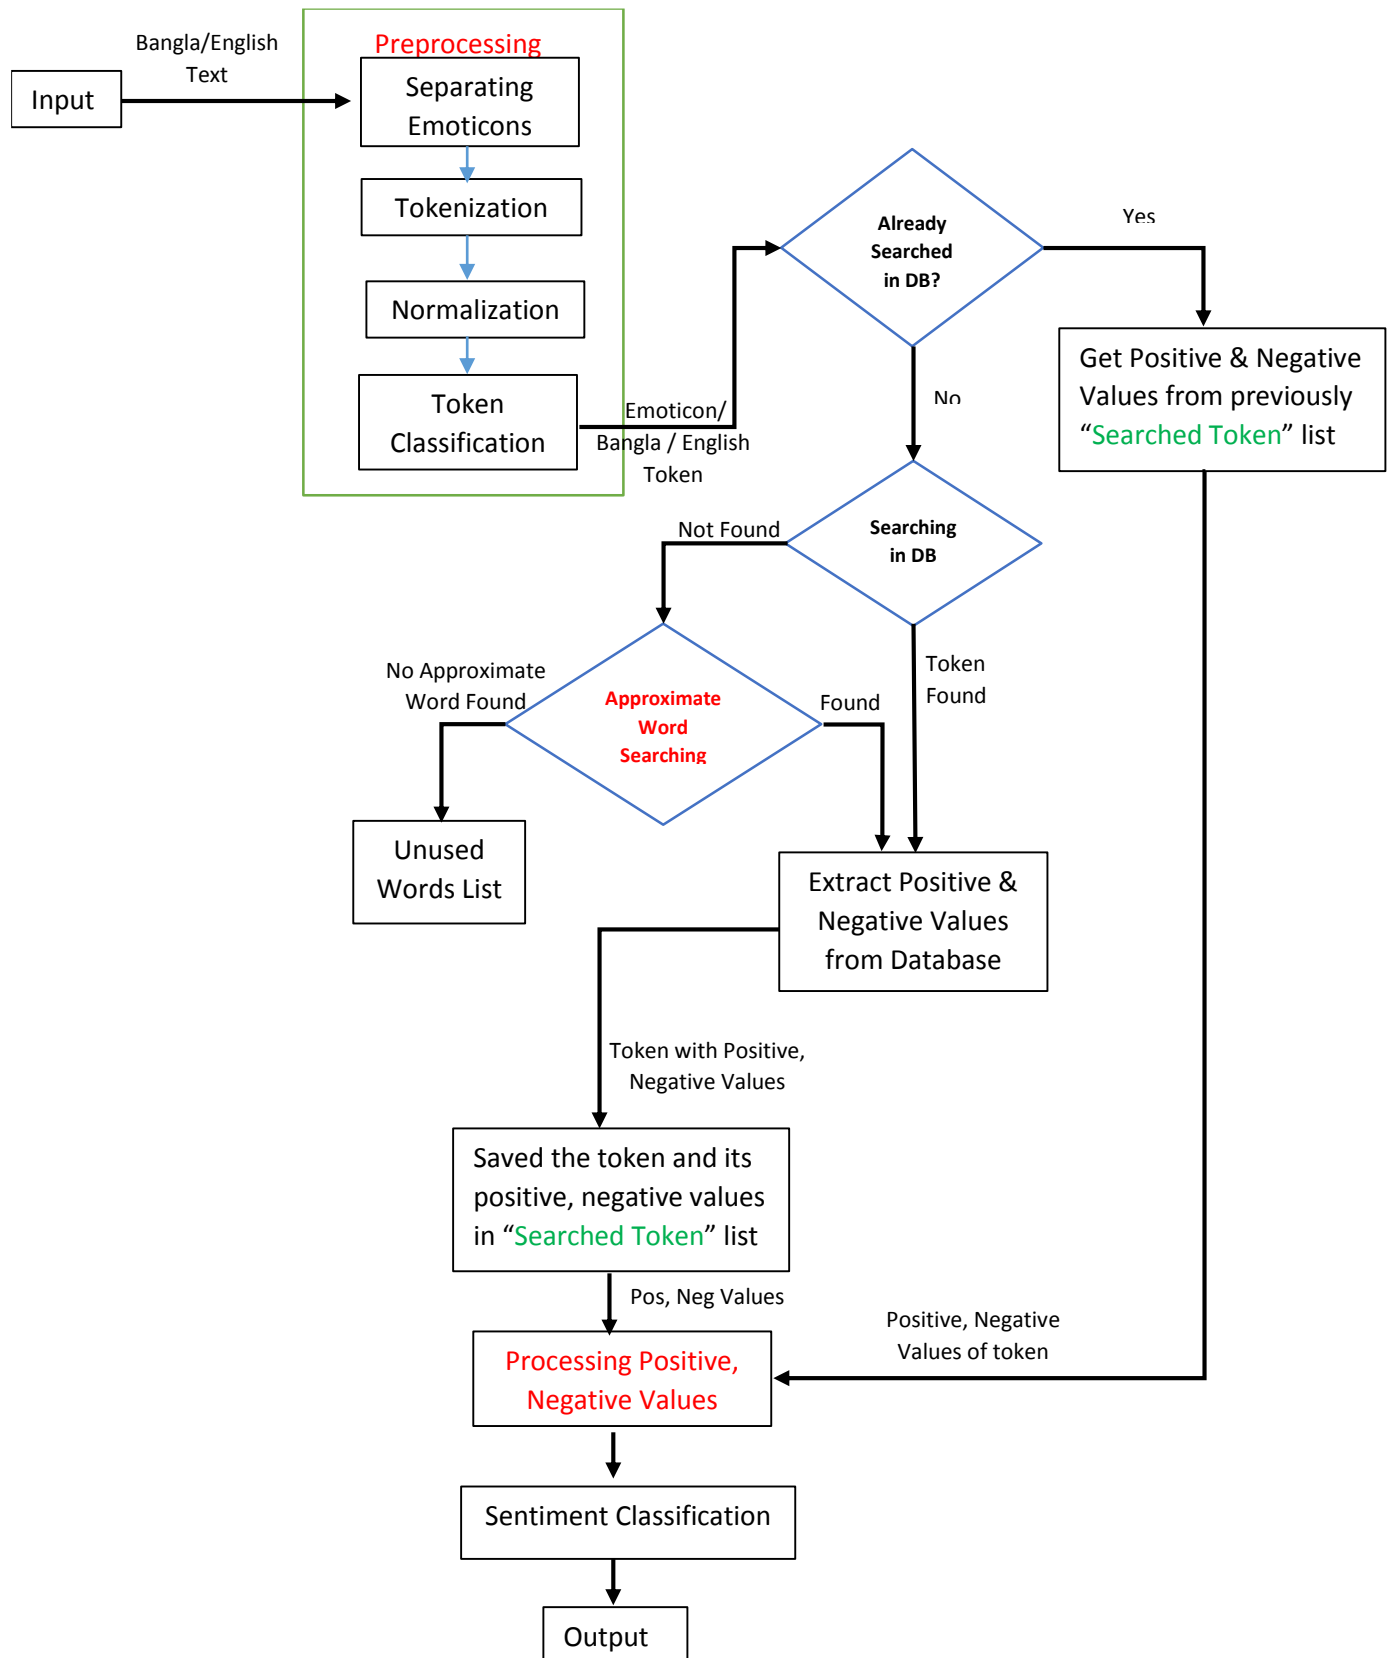 Bangla/English
Text
Input
Preprocessing
Separating
Emoticons
Tokenization
Normalization
Token
Classification
Emoticon/
Bangla / English
Token
Already
Searched
in DB?
Yes
No
Get Positive & Negative
Values from previously
“Searched Token” list
Searching
in DB
Not Found
Token
Found
Approximate
Word
Searching
No Approximate
Word Found
Found
Unused
Words List
Extract Positive &
Negative Values
from Database
Token with Positive,
Negative Values
Saved the token and its
positive, negative values
in “Searched Token” list
Pos, Neg Values
Positive, Negative
Values of token
Processing Positive,
Negative Values
Sentiment Classification
Output